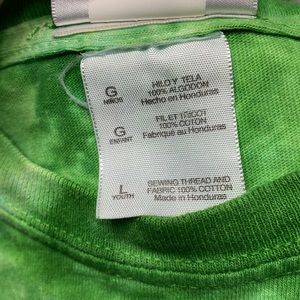 G
NIÑOS
HILO Y TELA
100% ALGODON
Hecho en Honduras
G
ENFANT
FIL ET TRICOT
100% COTON
Fabriqué au Honduras
L
YOUTH
SEWING THREAD AND
FABRIC 100% COTTON
Made in Honduras